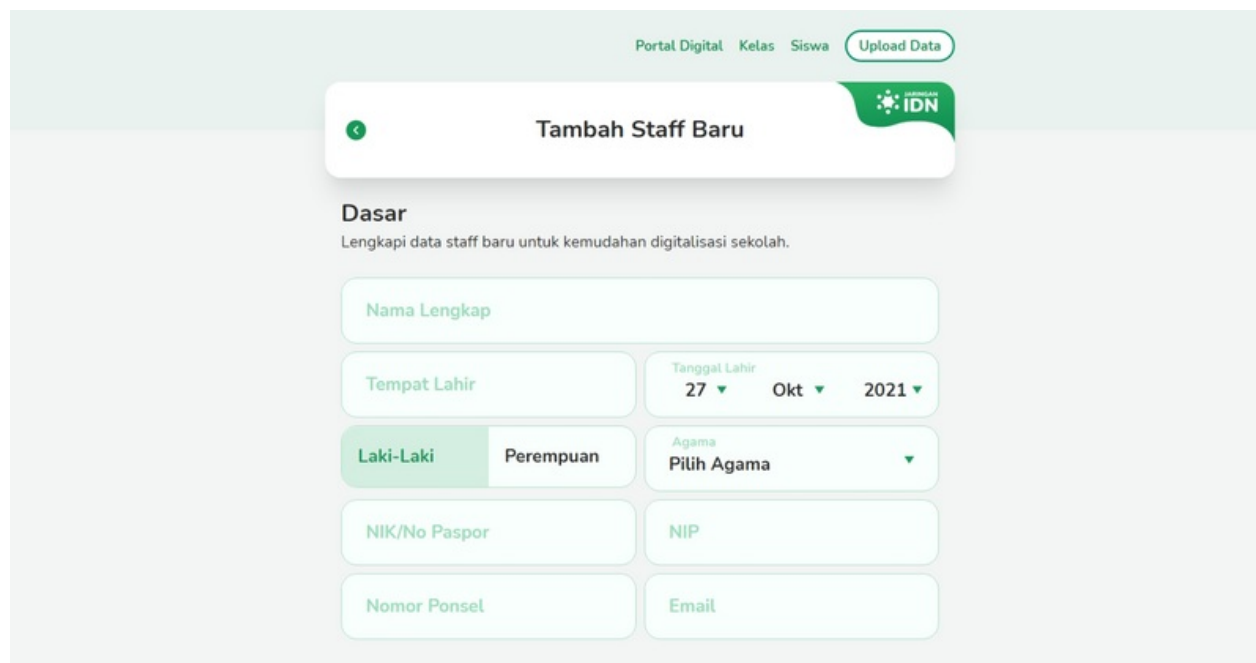 Portal Digital Kelas Siswa Upload Data
JARINGAN
IDN
Tambah Staff Baru
Dasar
Lengkapi data staff baru untuk kemudahan digitalisasi sekolah.
Nama Lengkap
Tempat Lahir
Tanggal Lahir
27 Okt 2021
Laki-Laki Perempuan
Agama
Pilih Agama
NIK/No Paspor NIP
Nomor Ponsel Email